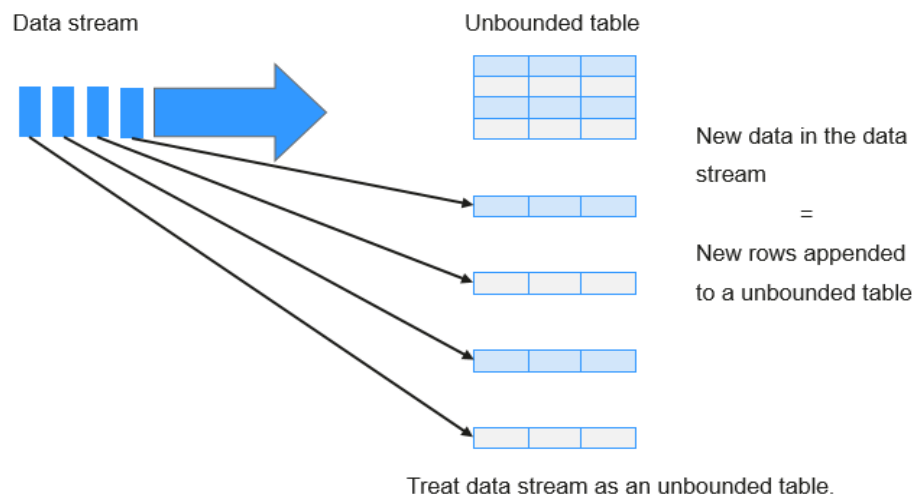 Data stream
Unbounded table
New data in the data
stream
=
New rows appended
to a unbounded table
Treat data stream as an unbounded table.